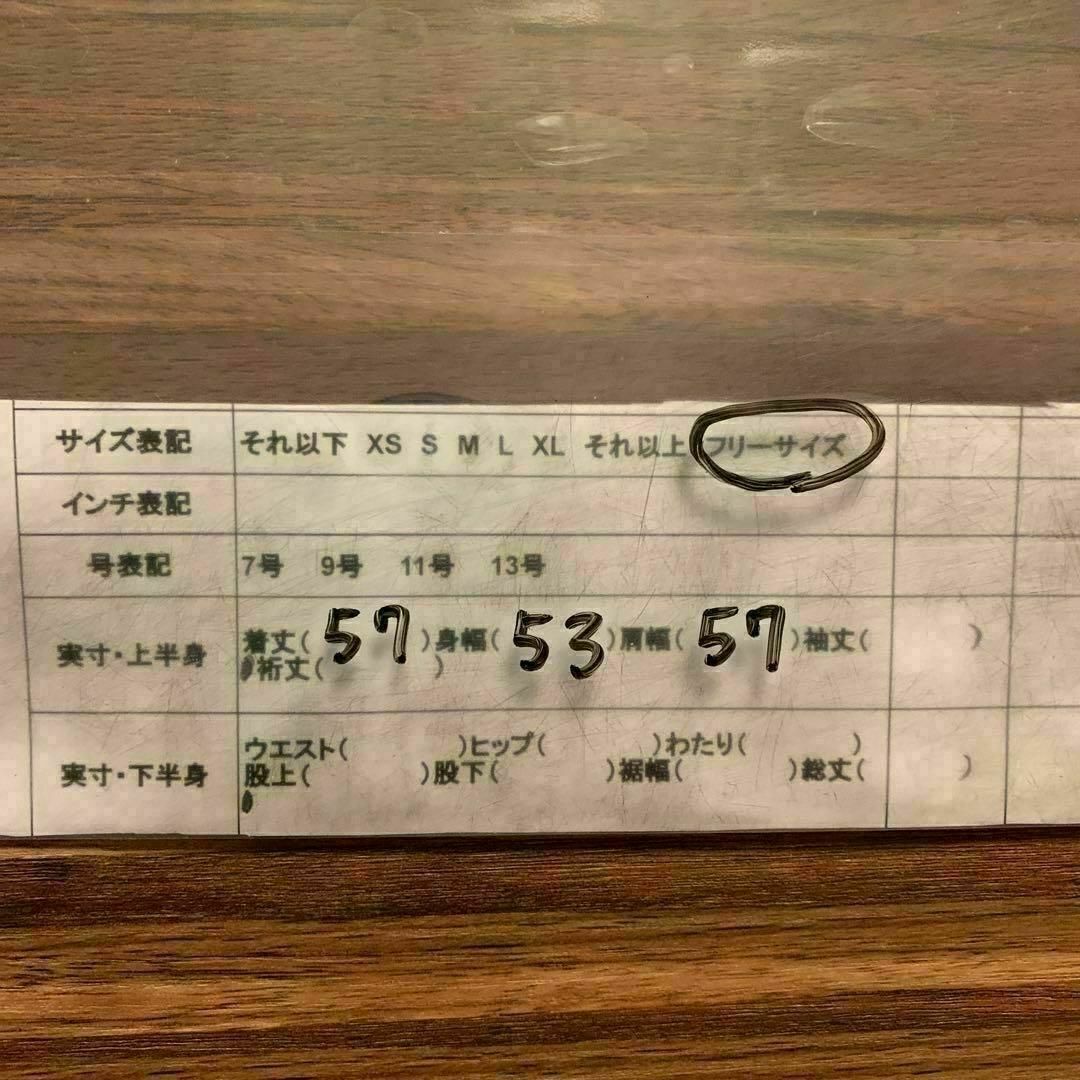 サイズ表記 それ以下 XS S M L XL それ以上 フリーサイズ
インチ表記
号表記 7号 9号 11号 13号
実寸・上半身 着丈( 57 )身幅( 53 )肩幅( 57 )袖丈( )
裄丈( )
実寸・下半身 ウエスト( )ヒップ( )わたり( )
股上( )股下( )裾幅( )総丈( )